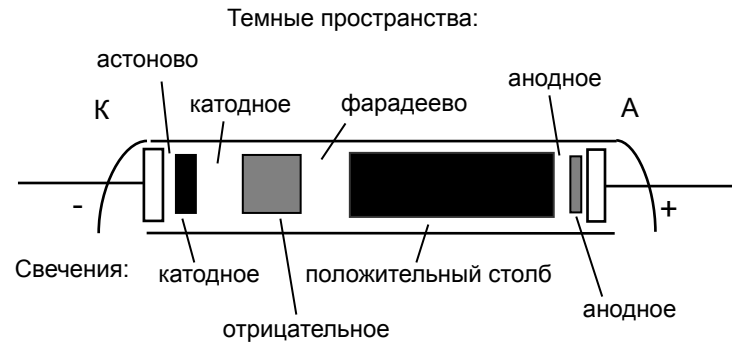 Темные пространства:
астоново
анодное
К
катодное
фарадеево
А
-
+
Свечения:
катодное
положительный столб
анодное
отрицательное